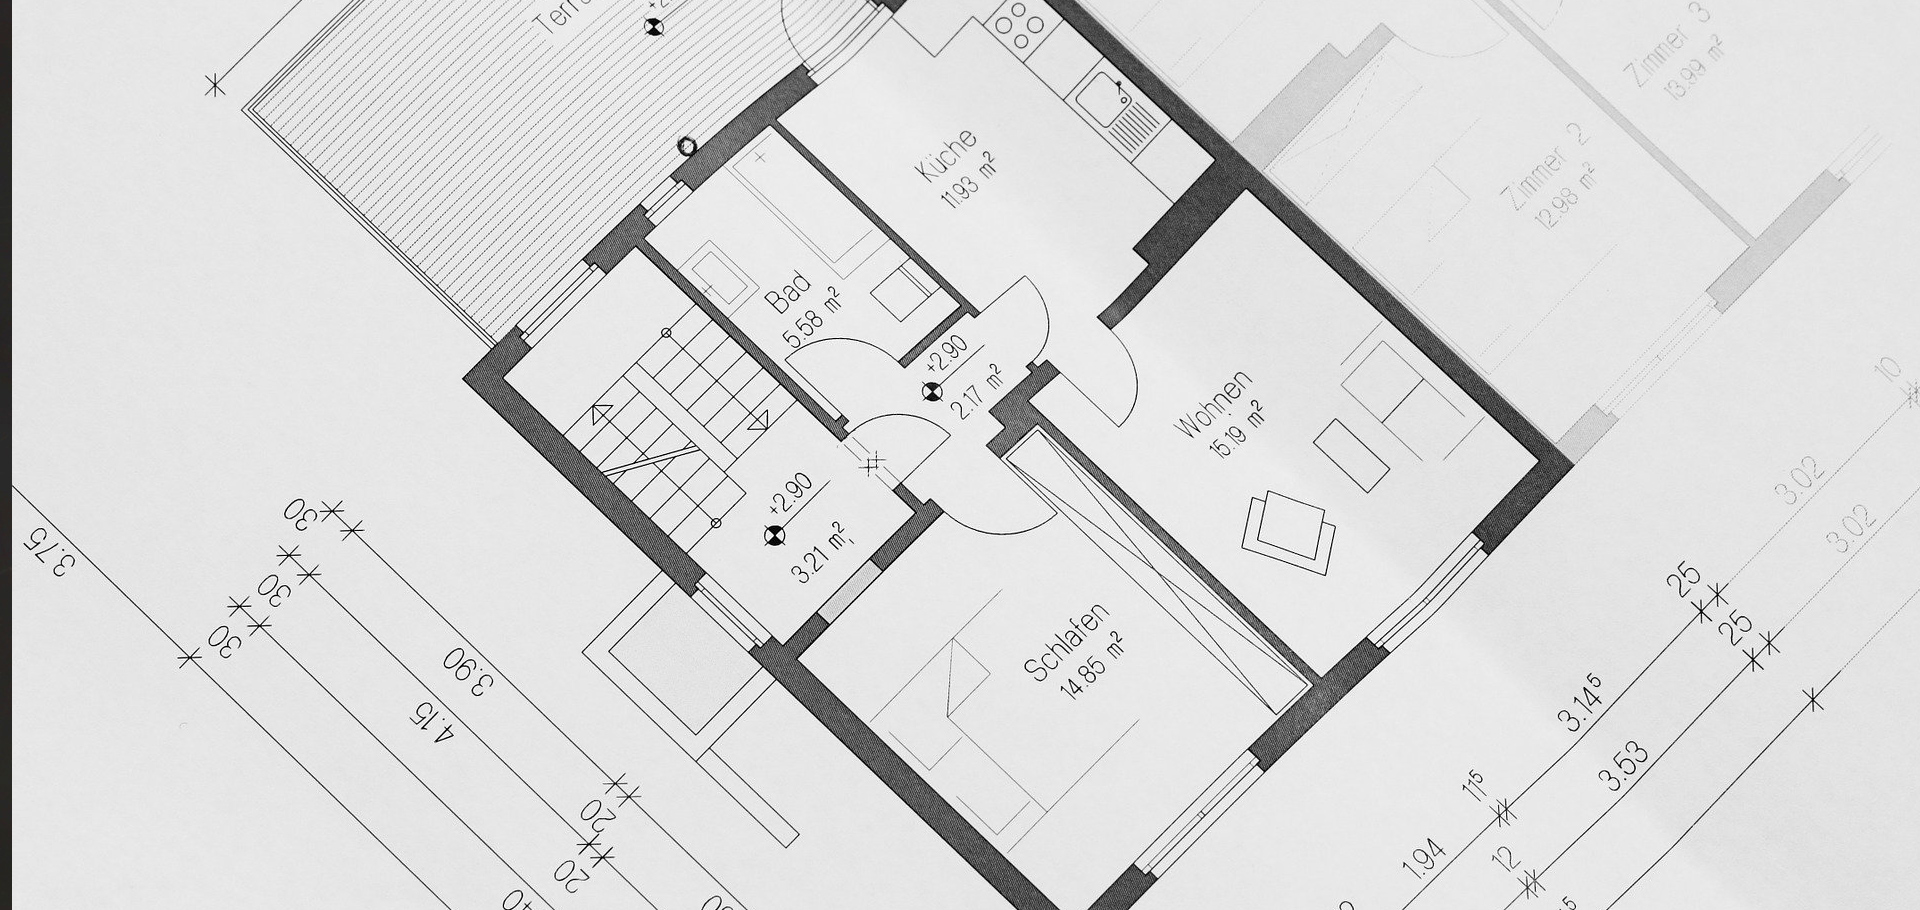 +2.90
Küche
11.93 m²
Zimmer 3
13.99 m²
Zimmer 2
12.98 m²
Bad
5.58 m²
+2.90
2.17 m²
Wohnen
15.19 m²
+2.90
3.21 m²
Schlafen
14.85 m²
3.75
30
30
30
3.90
4.15
20
20
10
3.02
3.02
25
25
3.14⁵
3.53
11⁵
1.94
12